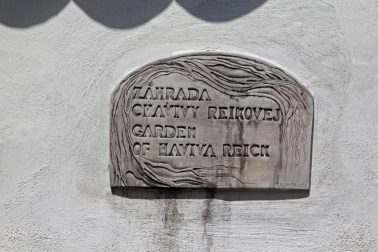 ZÁHRADA
CHAVIVY REIKOVEJ
GARDEN
OF HAVIVA REICK